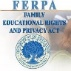 FERPA
FAMILY
EDUCATIONAL RIGHTS
AND PRIVACY ACT